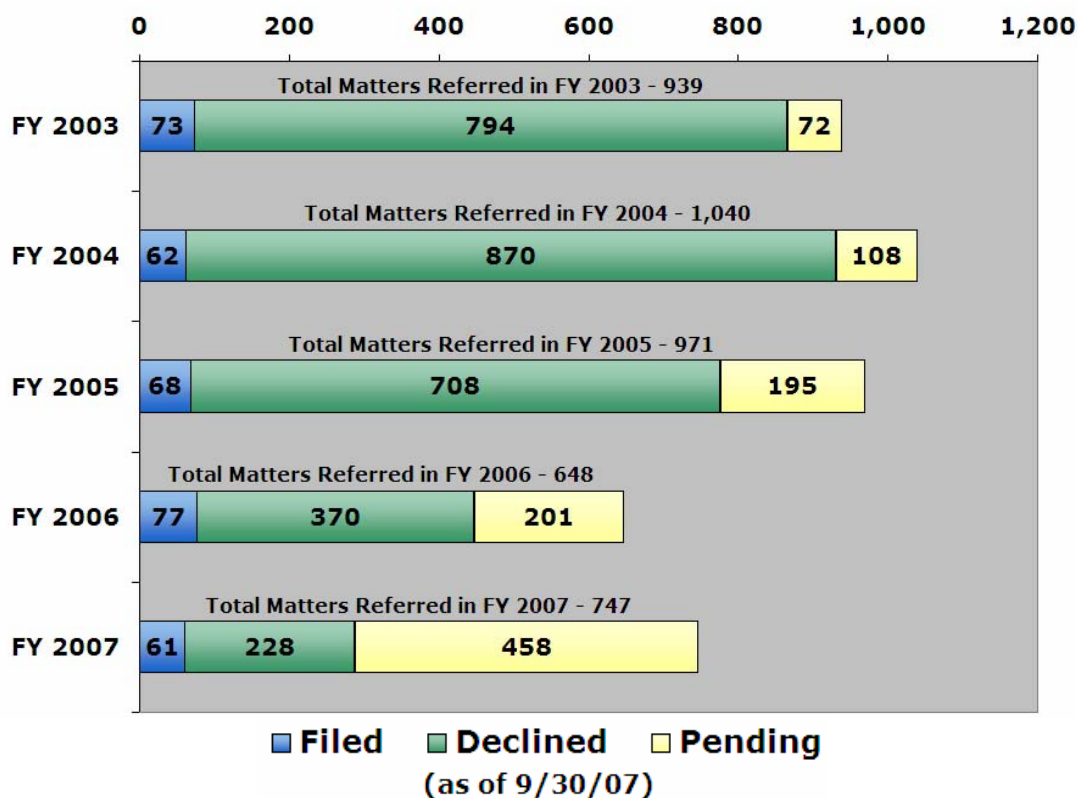 0 200 400 600 800 1,000 1,200
Total Matters Referred in FY 2003 - 939
FY 2003 73 794 72
Total Matters Referred in FY 2004 - 1,040
FY 2004 62 870 108
Total Matters Referred in FY 2005 - 971
FY 2005 68 708 195
Total Matters Referred in FY 2006 - 648
FY 2006 77 370 201
Total Matters Referred in FY 2007 - 747
FY 2007 61 228 458
Filed Declined Pending
(as of 9/30/07)